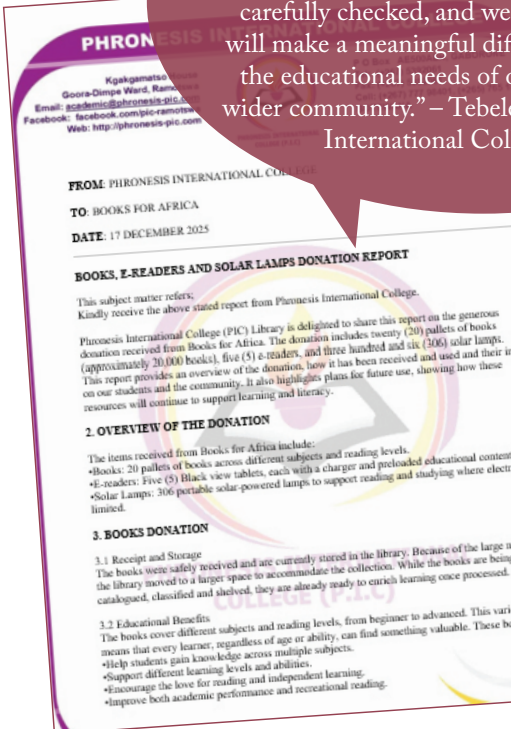 carefully checked, and we
will make a meaningful dif
the educational needs of
wider community.” – Tebel
International Col
PHRONESIS INTERNATIONAL
Kgakgamatso
Goora-Dimpe Ward,
Email: academic@phronesis-pic.
Facebook: facebook.com/pic-ramotswa
Web: http://phronesis-pic.com
FROM: PHRONESIS INTERNATIONAL COLLEGE
TO: BOOKS FOR AFRICA
DATE: 17 DECEMBER 2025
BOOKS, E-READERS AND SOLAR LAMPS DONATION REPORT
This subject matter refers;
Kindly receive the above stated report from Phronesis International College.
Phronesis International College (PIC) Library is delighted to share this report on the generous
donation received from Books for Africa. The donation includes twenty (20) pallets of books
(approximately 20,000 books), five (5) e-readers, and three hundred and six (306) solar lamps.
This report provides an overview of the donation, how it has been received and used and their i
on our students and the community. It also highlights plans for future use, showing how these
resources will continue to support learning and literacy.
2. OVERVIEW OF THE DONATION
The items received from Books for Africa include:
•Books: 20 pallets of books across different subjects and reading levels.
•E-readers: Five (5) Black view tablets, each with a charger and preloaded educational content
•Solar Lamps: 306 portable solar-powered lamps to support reading and studying where electr
limited.
3. BOOKS DONATION
3.1 Receipt and Storage
The books were safely received and are currently stored in the library. Because of the large n
the library moved to a larger space to accommodate the collection. While the books are being
catalogued, classified and shelved, they are already ready to enrich learning once processed.
COLLEGE (P.I.C)
3.2 Educational Benefits
The books cover different subjects and reading levels, from beginner to advanced. This vari
means that every learner, regardless of age or ability, can find something valuable. These bo
•Help students gain knowledge across multiple subjects.
•Support different learning levels and abilities.
•Encourage the love for reading and independent learning.
•Improve both academic performance and recreational reading.